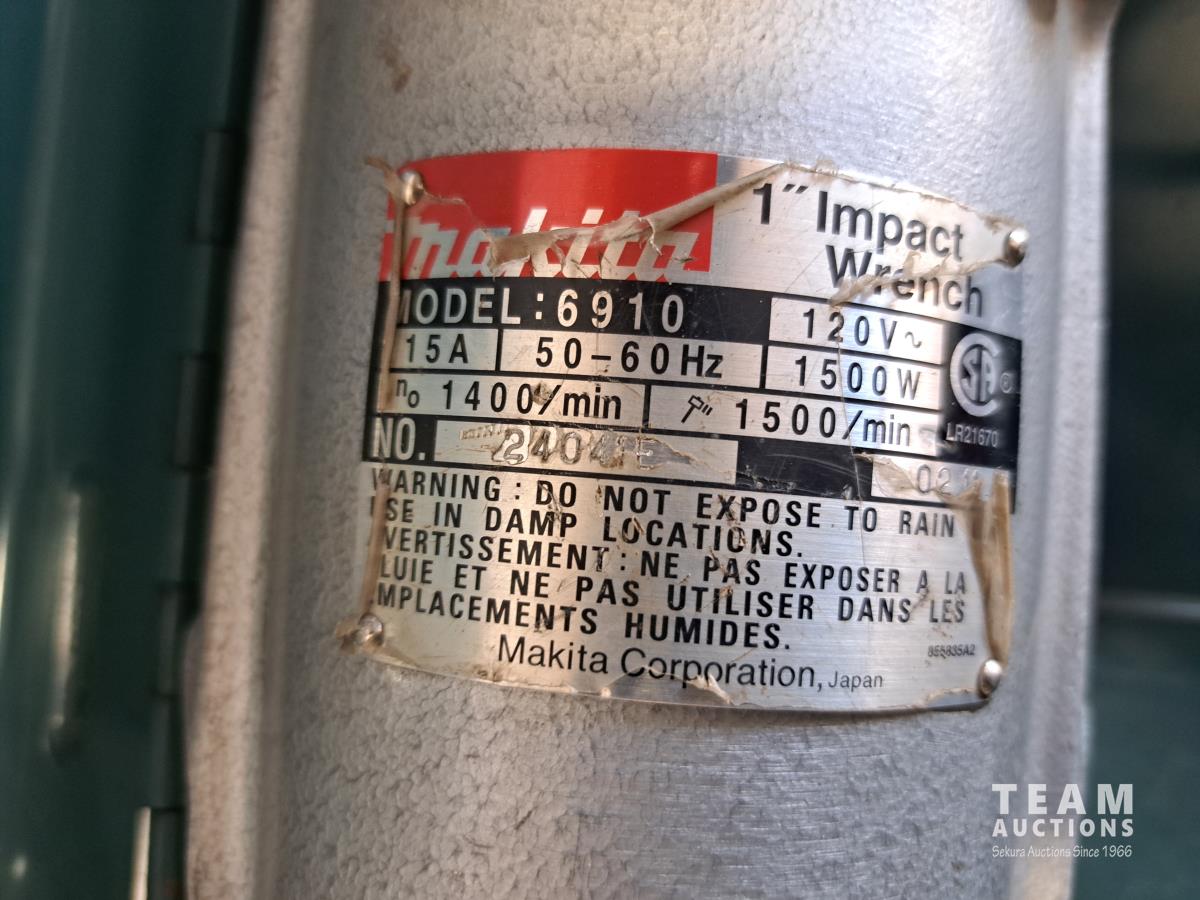 makita
1″ Impact
Wrench
MODEL: 6910
120V~
15A
50–60Hz
1500W
n₀ 1400/min
1500/min
LR21670
NO. 2404 E
WARNING: DO NOT EXPOSE TO RAIN
USE IN DAMP LOCATIONS.
AVERTISSEMENT: NE PAS EXPOSER A LA
PLUIE ET NE PAS UTILISER DANS LES
EMPLACEMENTS HUMIDES.
855835A2
Makita Corporation, Japan
TEAM
AUCTIONS
Sekura Auctions Since 1966